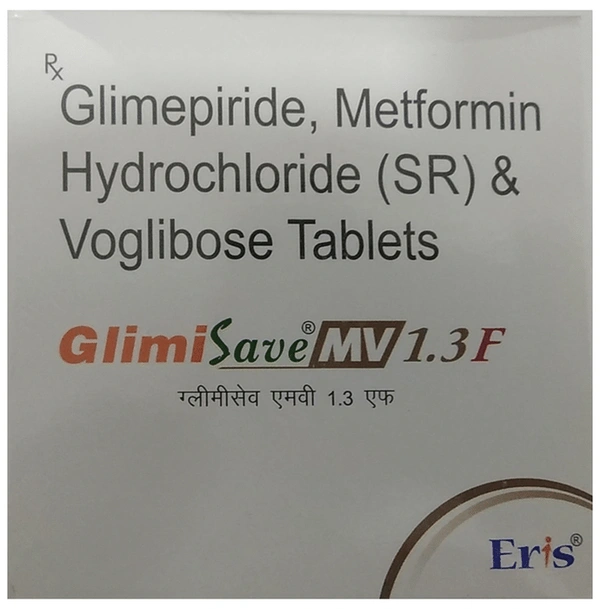 Rx
Glimepiride, Metformin
Hydrochloride (SR) &
Voglibose Tablets
GlimiSave® MV 1.3F
ग्लीमीसेव एमवी 1.3 एफ
Eris®